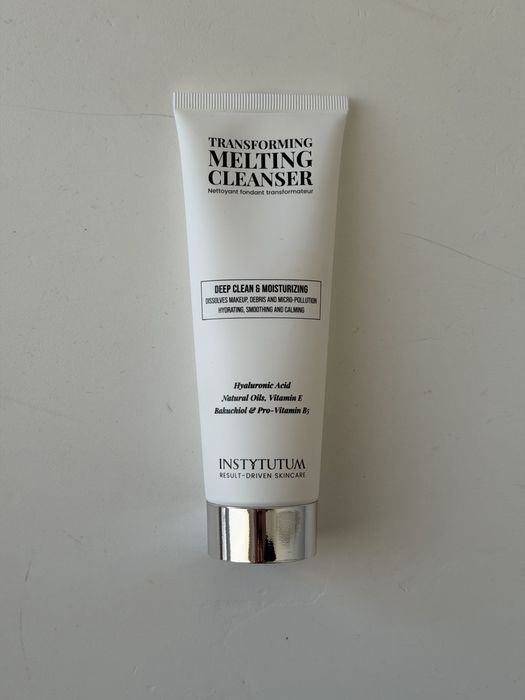 TRANSFORMING
MELTING
CLEANSER
Nettoyant fondant transformateur
DEEP CLEAN & MOISTURIZING
DISSOLVES MAKEUP, DEBRIS AND MICRO-POLLUTION
HYDRATING, SMOOTHING AND CALMING
Hyaluronic Acid
Natural Oils, Vitamin E
Bakuchiol & Pro-Vitamin B5
INSTYTUTUM
RESULT-DRIVEN SKINCARE